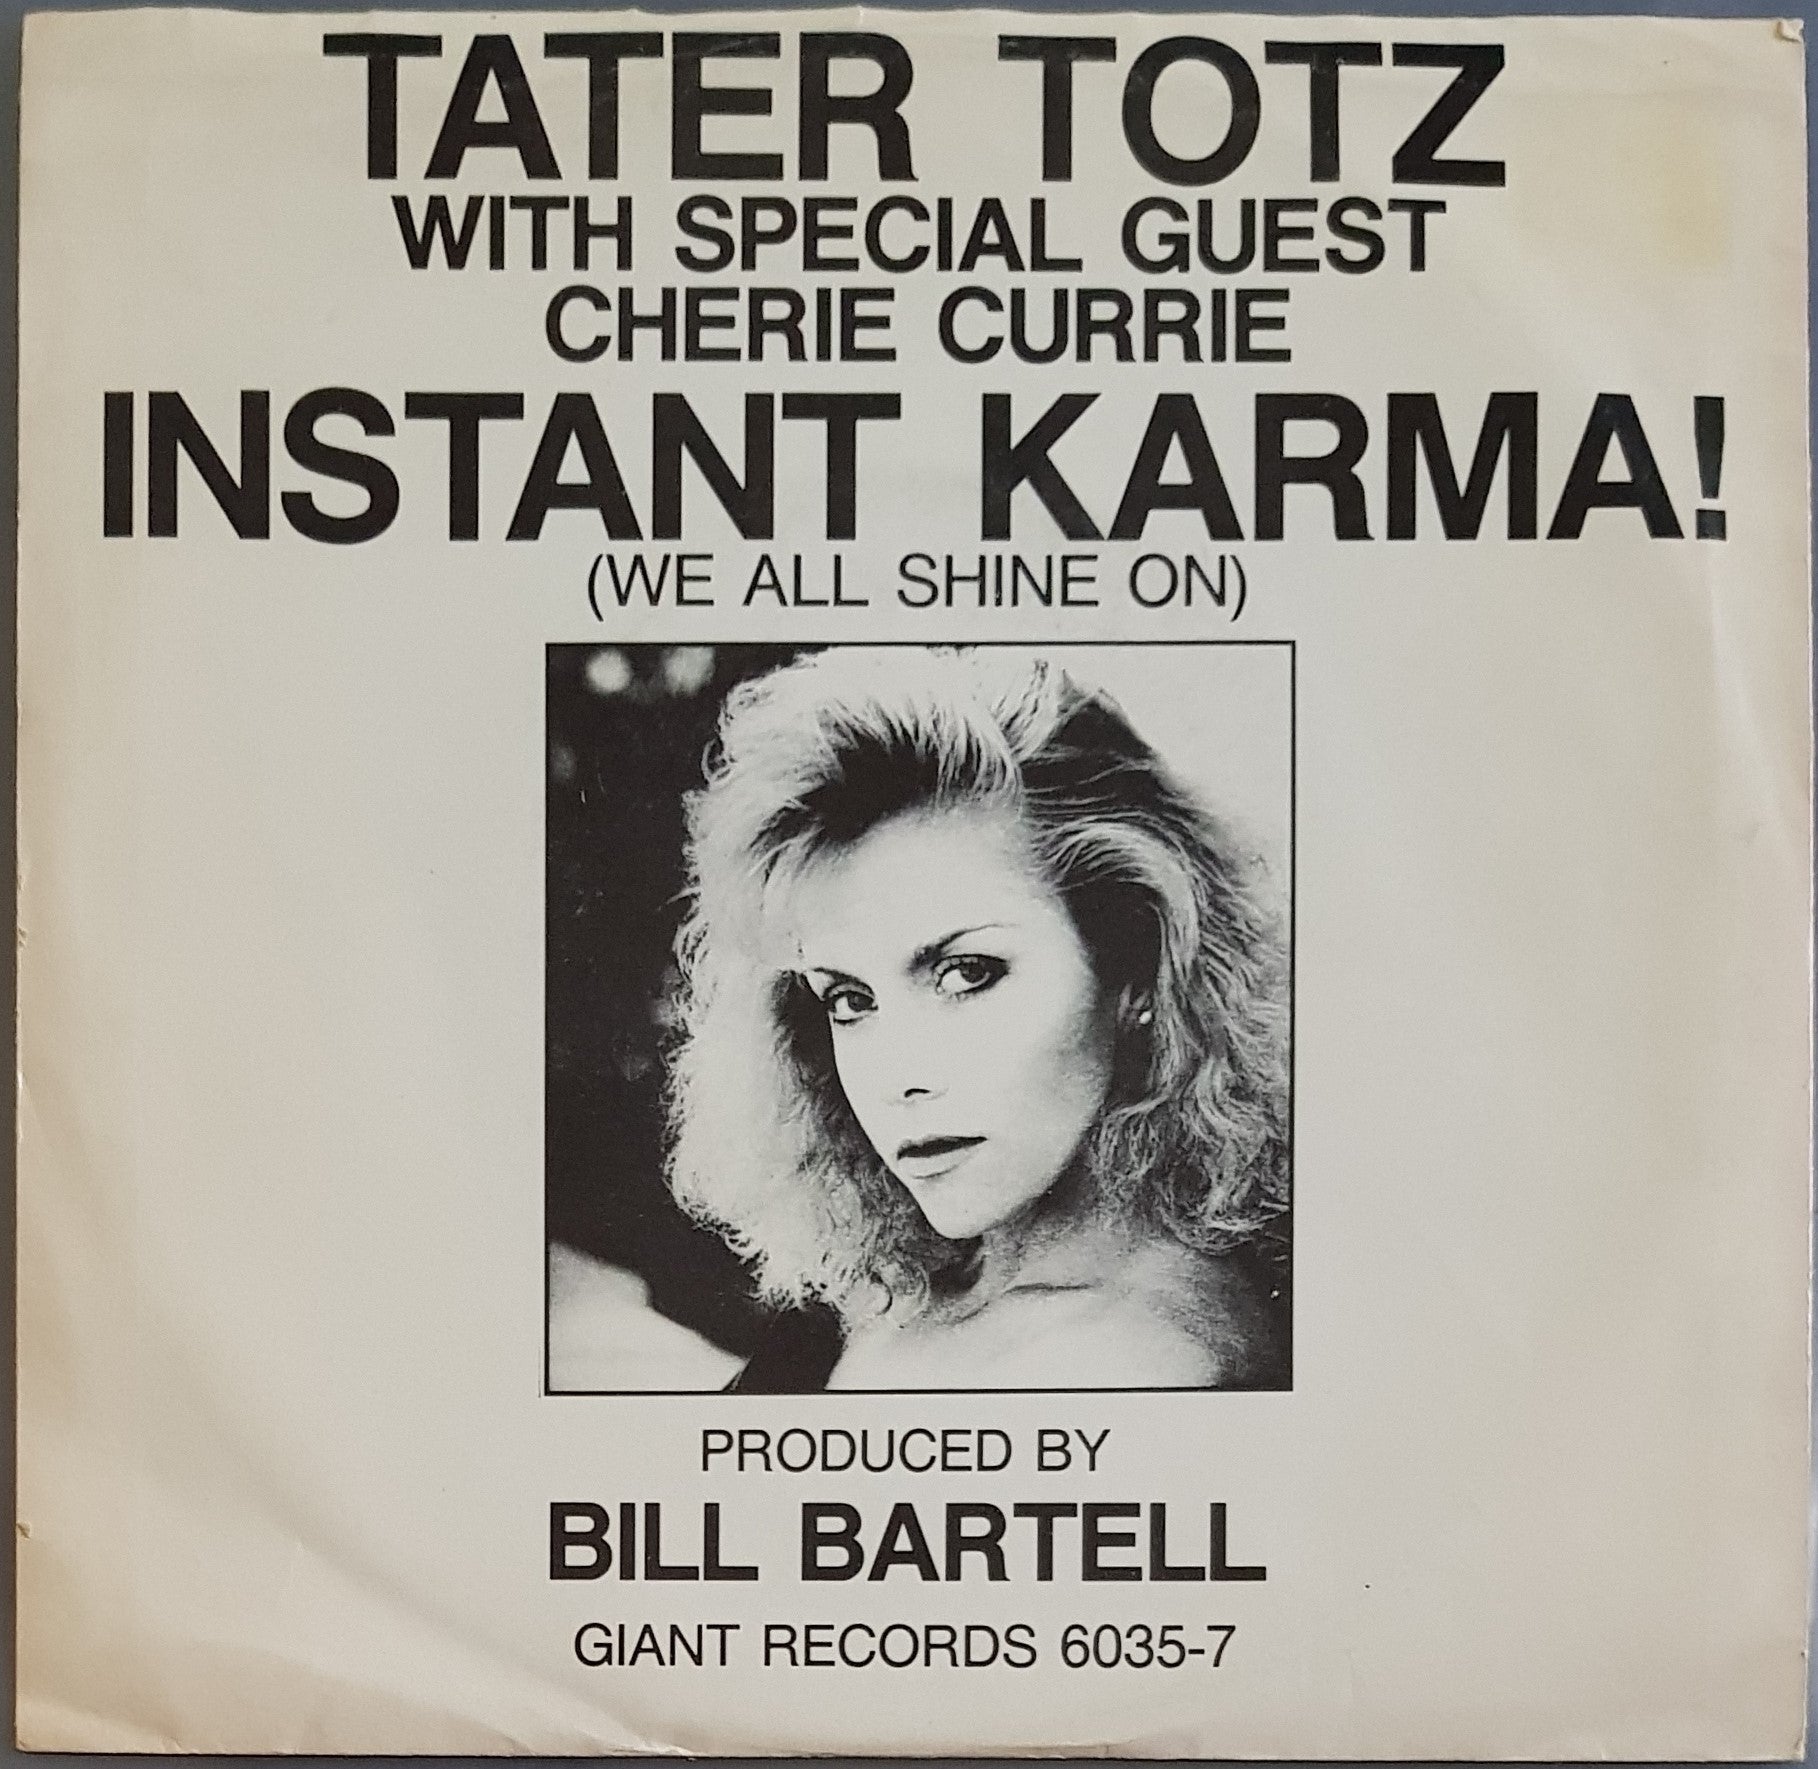 TATER TOTZ
WITH SPECIAL GUEST
CHERIE CURRIE
INSTANT KARMA!
(WE ALL SHINE ON)
PRODUCED BY
BILL BARTELL
GIANT RECORDS 6035-7